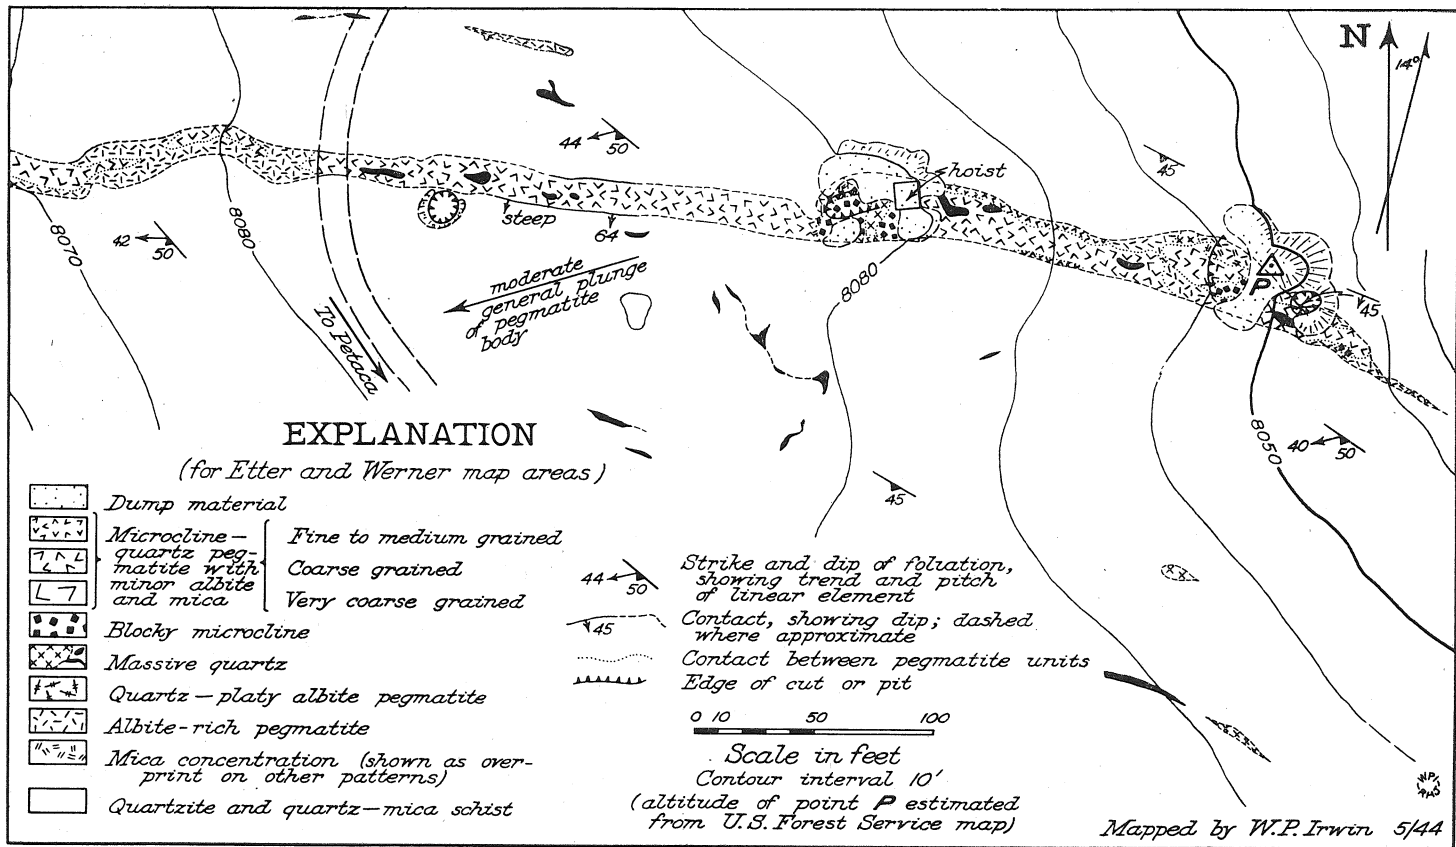 N
14°
44
50
hoist
45
steep
64
8070
8080
42
50
moderate
general plunge
of pegmatite
body
8080
P
45
To Petaca
8050
40
50
45
EXPLANATION
(for Etter and Werner map areas)
Dump material
Microcline-
quartz peg-
matite with
minor albite
and mica
Fine to medium grained
Coarse grained
Very coarse grained
Blocky microcline
Massive quartz
Quartz-platy albite pegmatite
Albite-rich pegmatite
Mica concentration (shown as over-
print on other patterns)
Quartzite and quartz-mica schist
44
50
Strike and dip of foliation,
showing trend and pitch
of linear element
45
Contact, showing dip; dashed
where approximate
Contact between pegmatite units
Edge of cut or pit
0 10 50 100
Scale in feet
Contour interval 10'
(altitude of point P estimated
from U.S. Forest Service map)
Mapped by W.P. Irwin 5/44